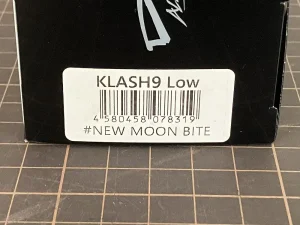 KLASH9 Low
4 580458 078319
#NEW MOON BITE